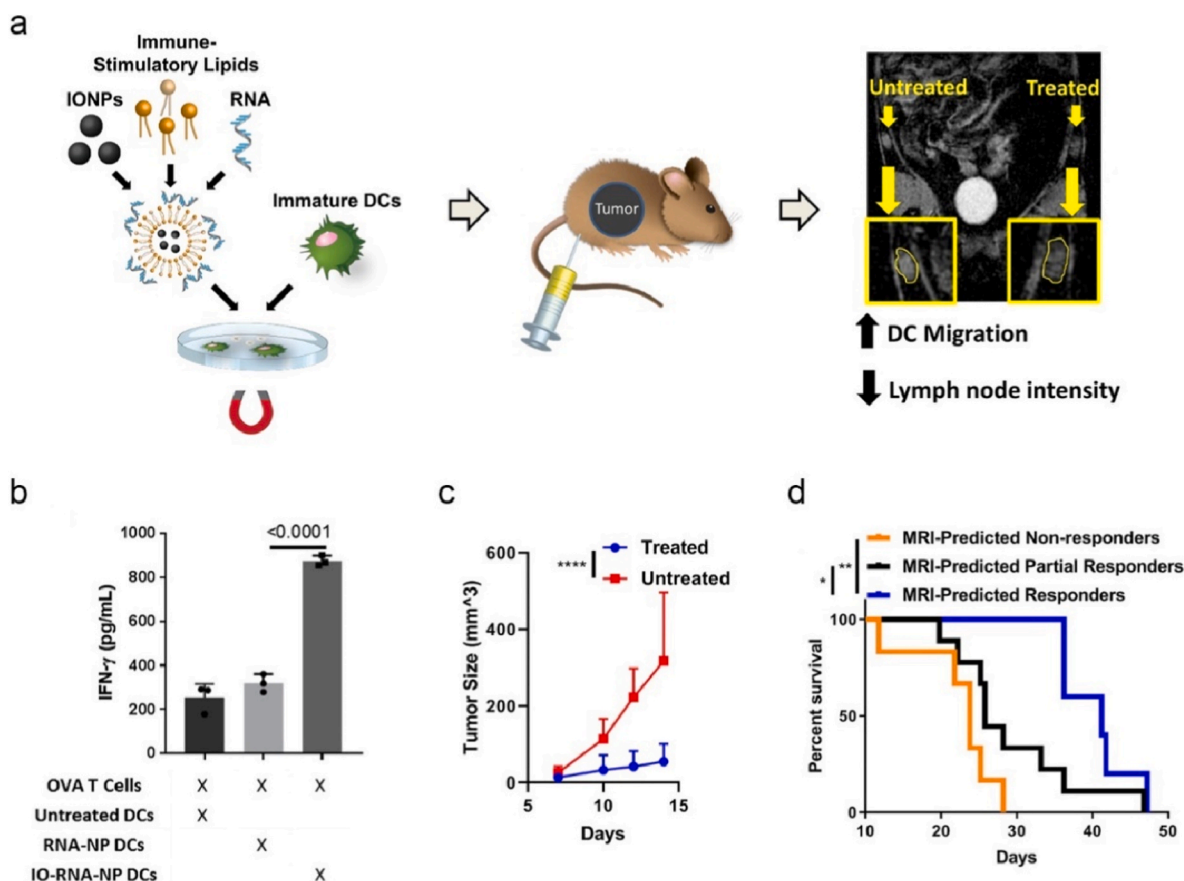 a
Immune-
Stimulatory Lipids
IONPs
RNA
Immature DCs
Tumor
Untreated
Treated
DC Migration
Lymph node intensity
b
<0.0001
IFN-γ (pg/mL)
1000
800
600
400
200
0
OVA T Cells X X X
Untreated DCs X
RNA-NP DCs X
IO-RNA-NP DCs X
c
****
Treated
Untreated
Tumor Size (mm^3)
600
400
200
0
5 10 15
Days
d
MRI-Predicted Non-responders
MRI-Predicted Partial Responders
MRI-Predicted Responders
* **
Percent survival
100
50
0
10 20 30 40 50
Days